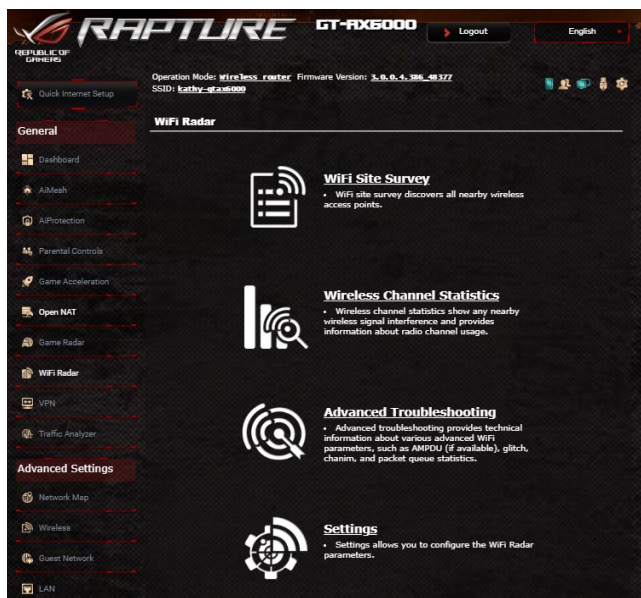 RAPTURE
GT-AX6000
Logout
English
REPUBLIC OF
GAMERS
Operation Mode: Wireless router Firmware Version: 3.0.0.4.386_48377
SSID: kathy-gtax6000
Quick Internet Setup
WiFi Radar
General
Dashboard
AiMesh
AiProtection
Parental Controls
Game Acceleration
Open NAT
Game Radar
WiFi Radar
VPN
Traffic Analyzer
Advanced Settings
Network Map
Wireless
Guest Network
LAN
WiFi Site Survey
• WiFi site survey discovers all nearby wireless
access points.
Wireless Channel Statistics
• Wireless channel statistics show any nearby
wireless signal interference and provides
information about radio channel usage.
Advanced Troubleshooting
• Advanced troubleshooting provides technical
information about various advanced WiFi
parameters, such as AMPDU (if available), glitch,
chanim, and packet queue statistics.
Settings
• Settings allows you to configure the WiFi Radar
parameters.